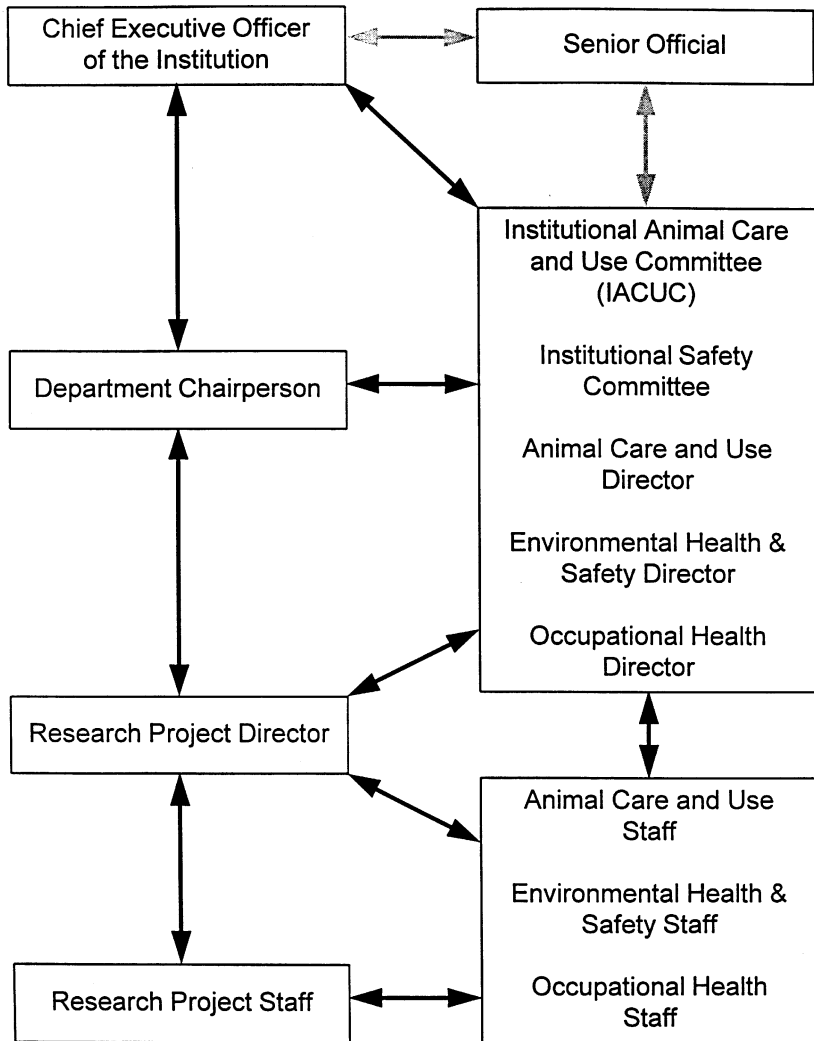 Chief Executive Officer
of the Institution
Senior Official
Institutional Animal Care
and Use Committee
(IACUC)
Institutional Safety
Committee
Department Chairperson
Animal Care and Use
Director
Environmental Health &
Safety Director
Occupational Health
Director
Research Project Director
Animal Care and Use
Staff
Environmental Health &
Safety Staff
Occupational Health
Staff
Research Project Staff